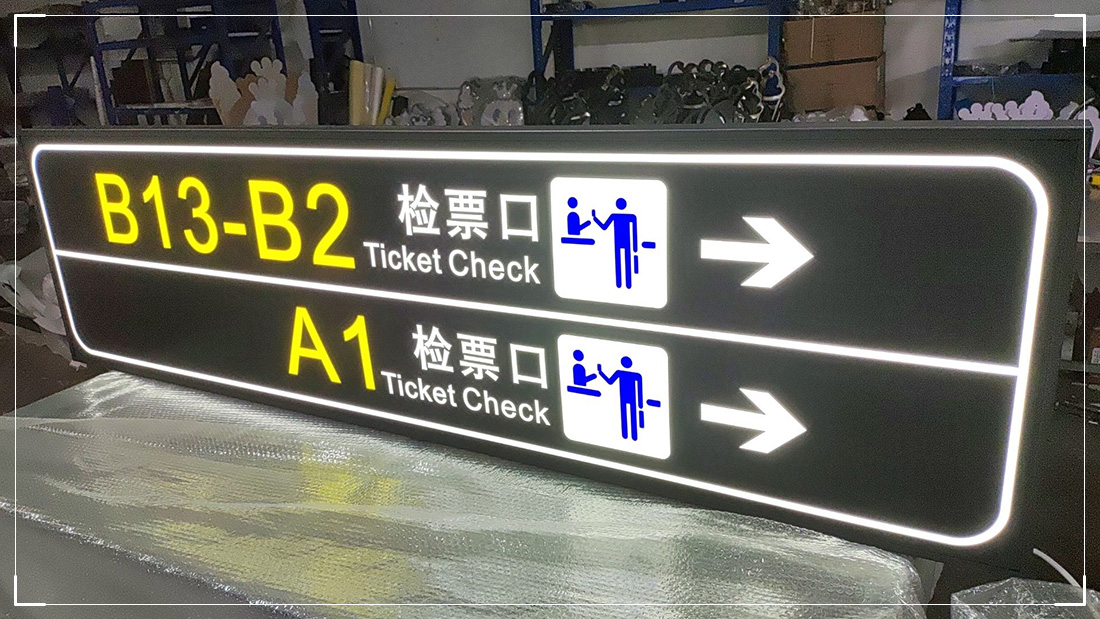 B13-B2 检票口
Ticket Check
A1 检票口
Ticket Check